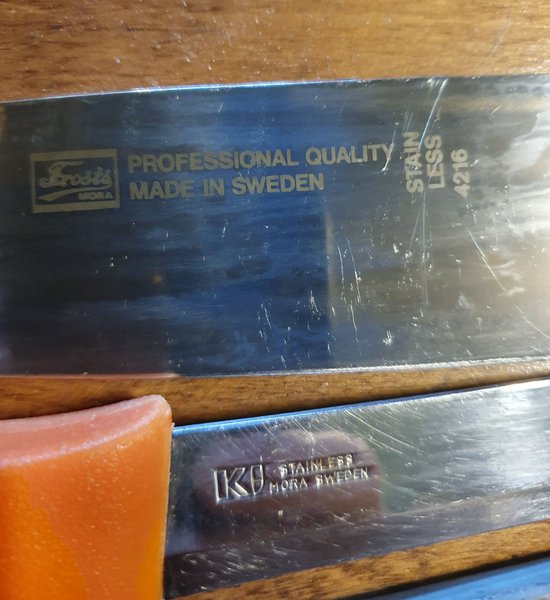 Frosts
MORA
PROFESSIONAL QUALITY
MADE IN SWEDEN
STAIN
LESS
4216
KJ
STAINLESS
MORA SWEDEN